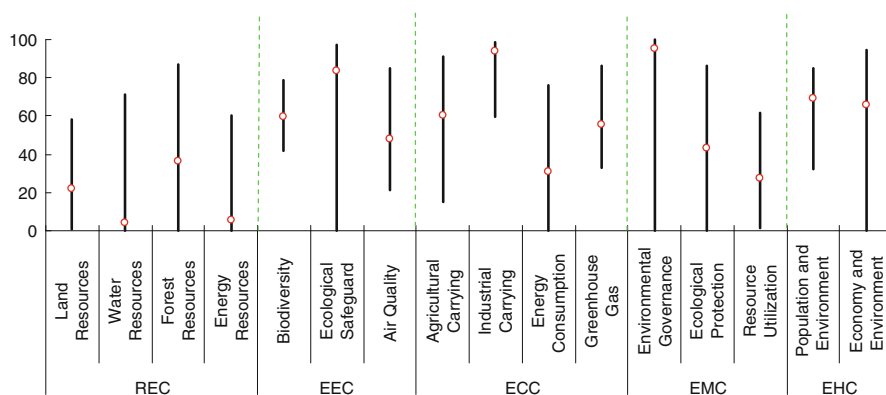 100
80
60
40
20
0
Land
Resources
Water
Resources
Forest
Resources
Energy
Resources
Biodiversity
Ecological
Safeguard
Air Quality
Agricultural
Carrying
Industrial
Carrying
Energy
Consumption
Greenhouse
Gas
Environmental
Governance
Ecological
Protection
Resource
Utilization
Population and
Environment
Economy and
Environment
REC
EEC
ECC
EMC
EHC